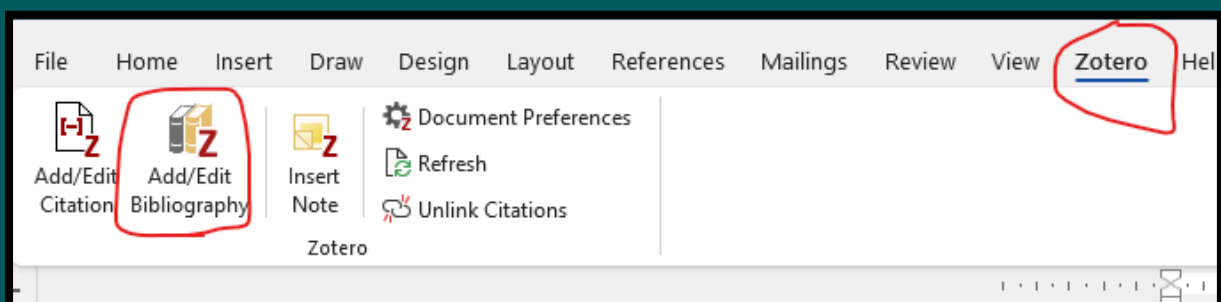 File Home Insert Draw Design Layout References Mailings Review View Zotero Hel
Add/Edit Citation
Add/Edit Bibliography
Insert Note
Document Preferences
Refresh
Unlink Citations
Zotero